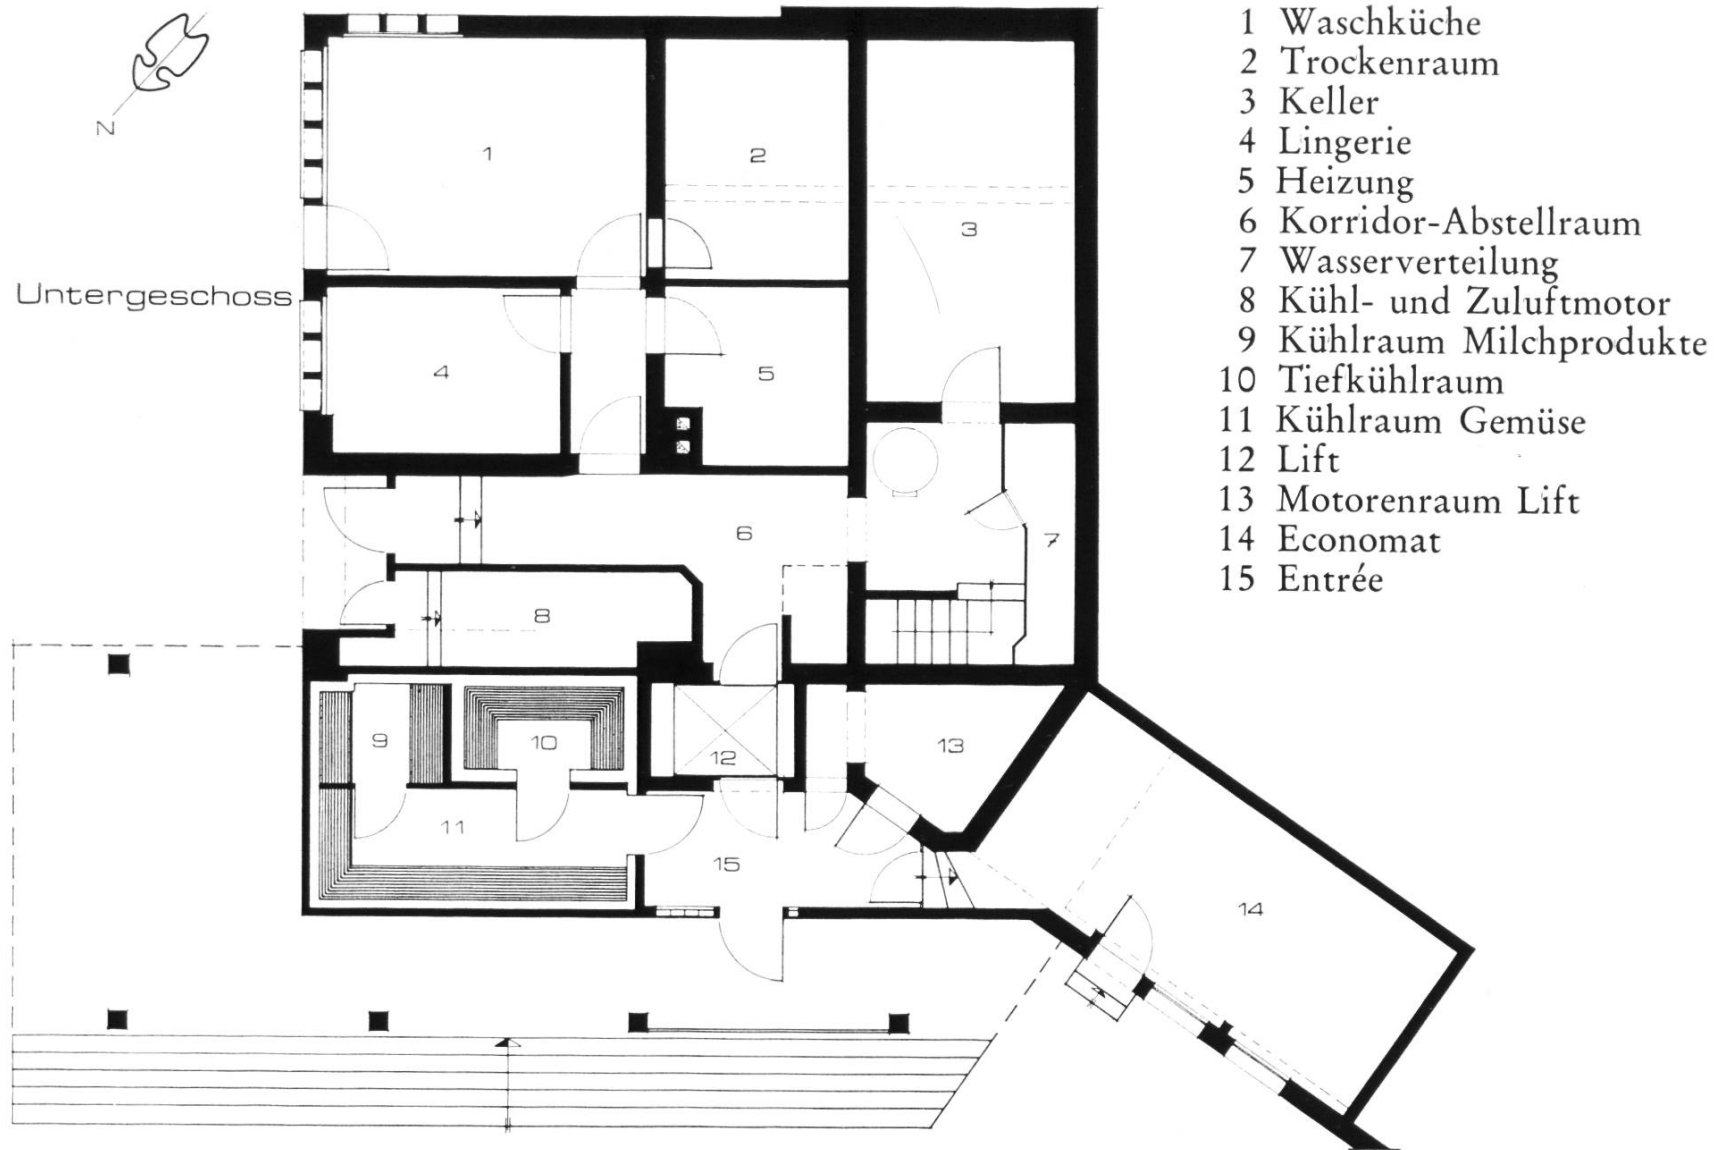 N
Untergeschoss
1
2
3
4
5
6
7
8
9
10
11
12
13
14
15
1 Waschküche
2 Trockenraum
3 Keller
4 Lingerie
5 Heizung
6 Korridor-Abstellraum
7 Wasserverteilung
8 Kühl- und Zuluftmotor
9 Kühlraum Milchprodukte
10 Tiefkühlraum
11 Kühlraum Gemüse
12 Lift
13 Motorenraum Lift
14 Economat
15 Entrée